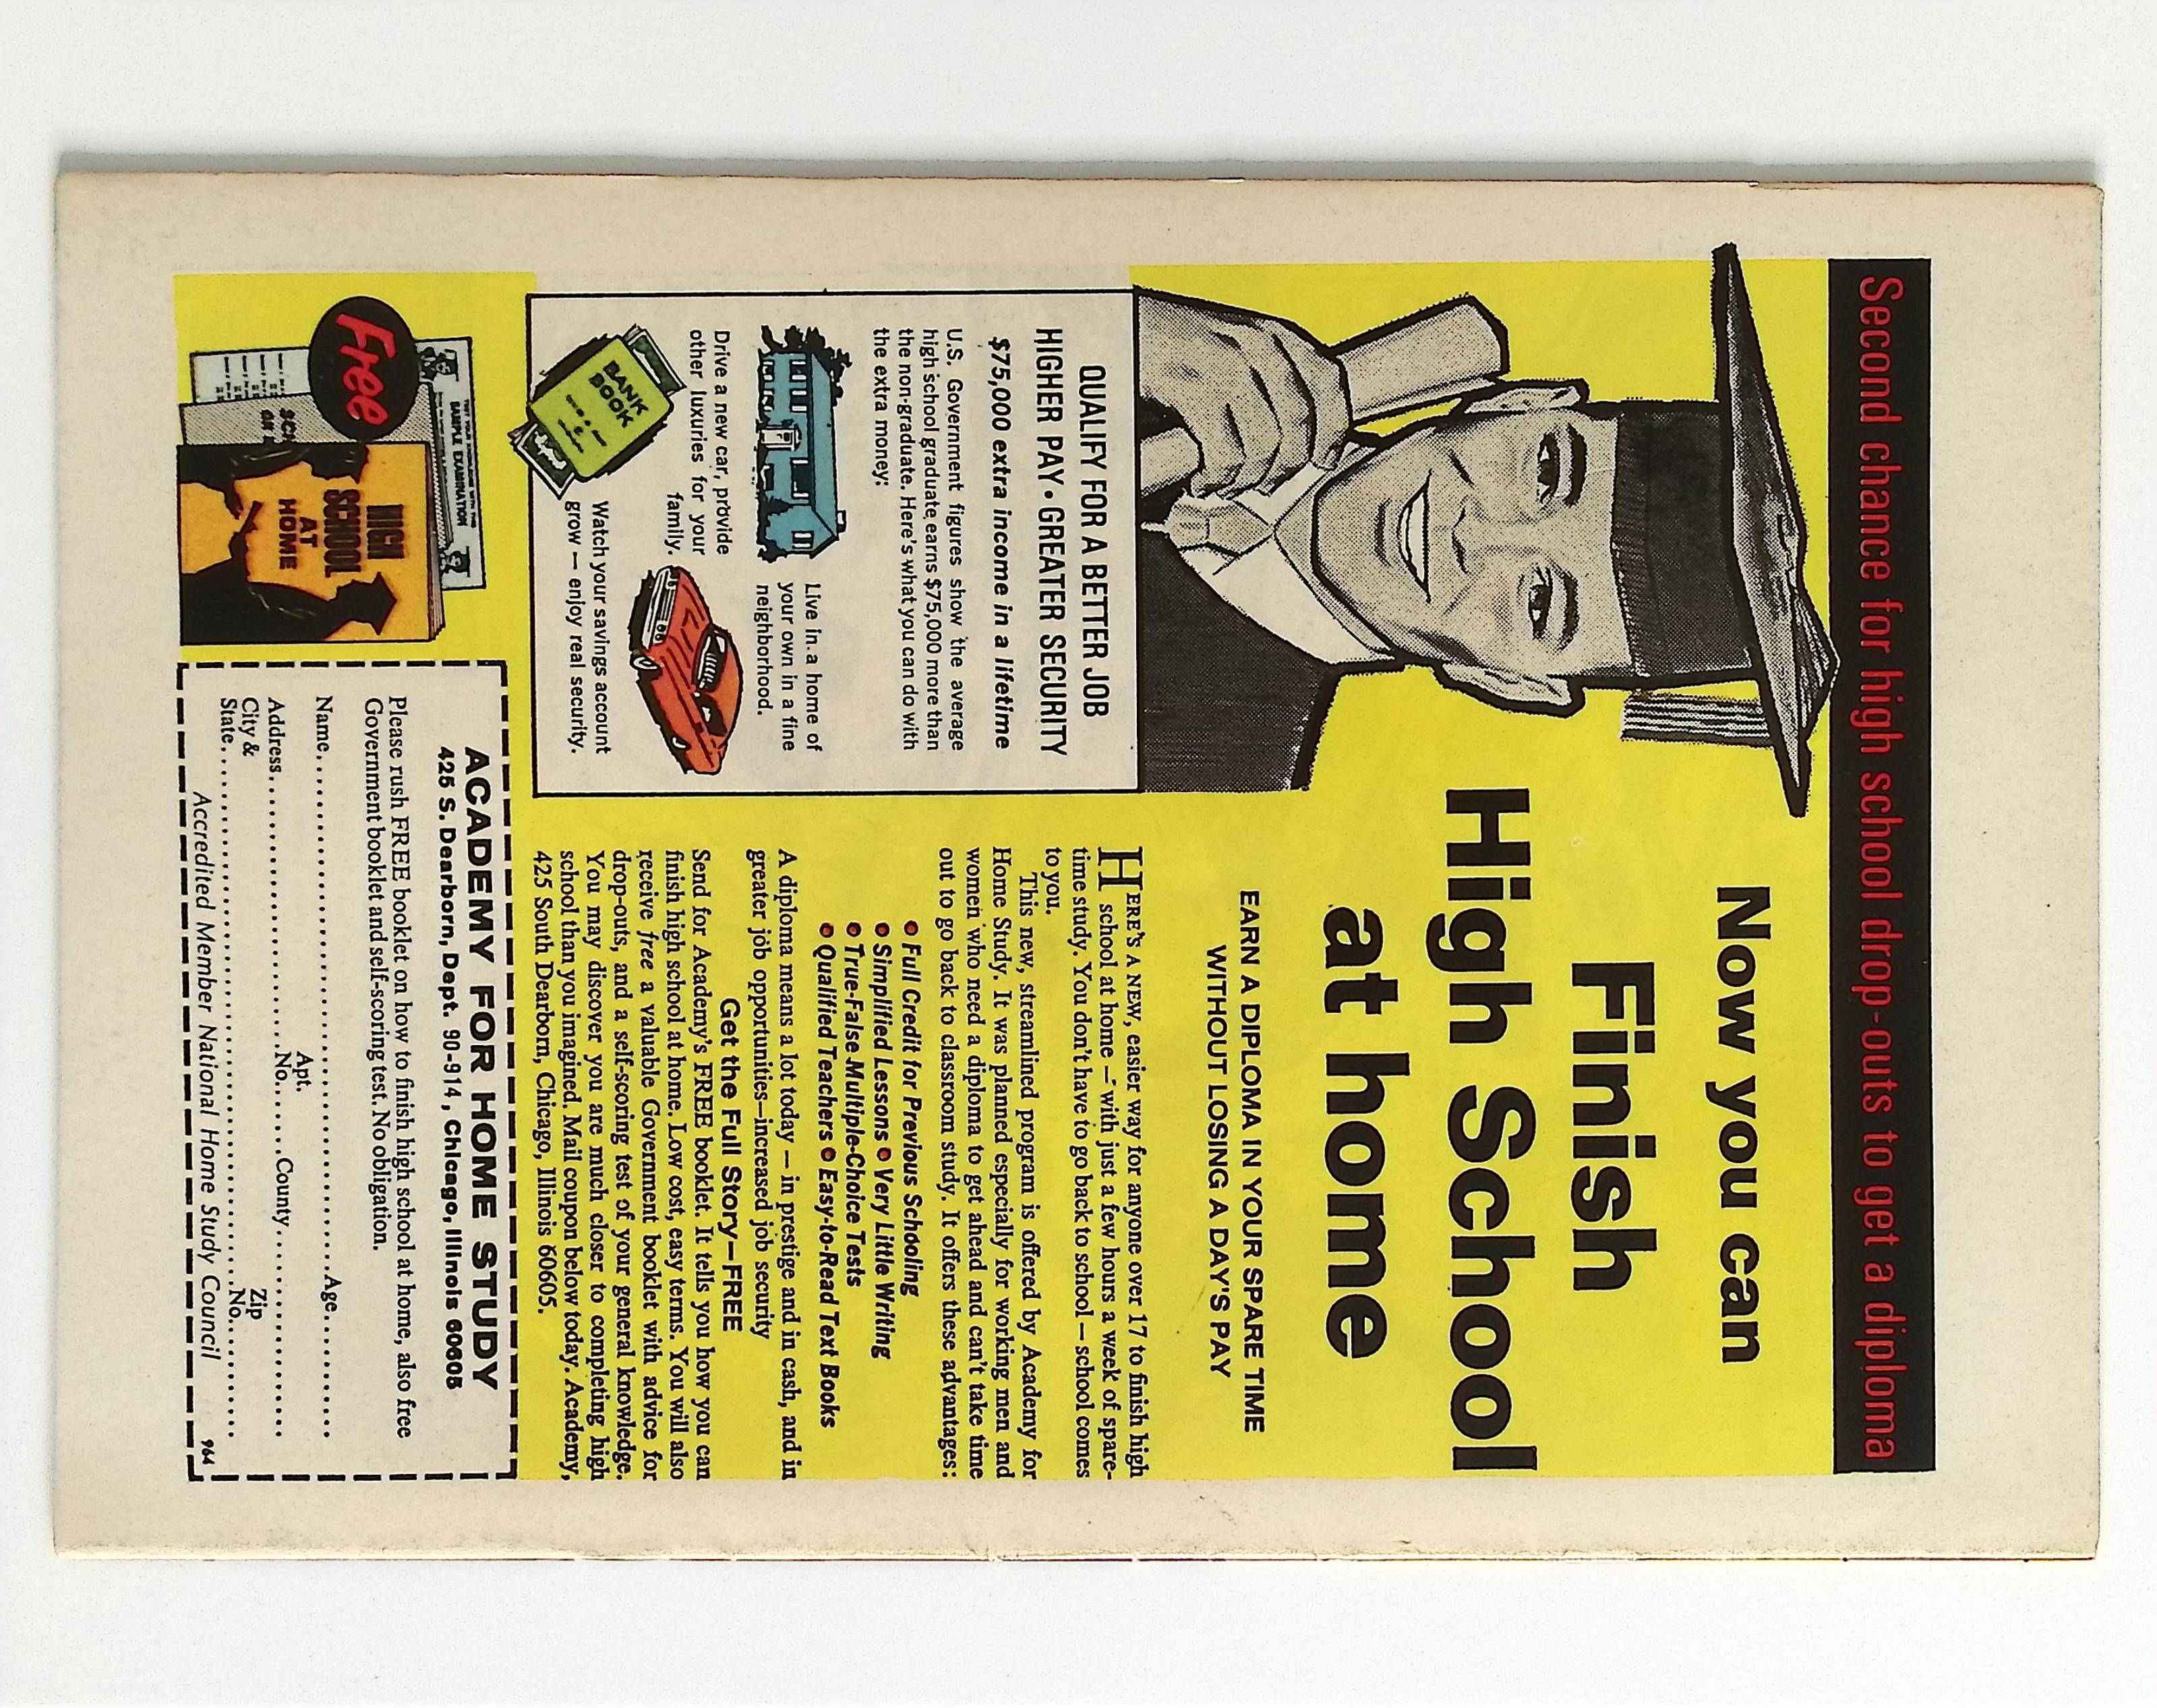 Second chance for high school drop-outs to get a diploma
Now you can
Finish
High School
at home
EARN A DIPLOMA IN YOUR SPARE TIME
WITHOUT LOSING A DAY'S PAY
HERE'S A NEW, easier way for anyone over 17 to finish high
school at home — with just a few hours a week of spare-
time study. You don't have to go back to school — school comes
to you.
This new, streamlined program is offered by Academy for
Home Study. It was planned especially for working men and
women who need a diploma to get ahead and can't take time
out to go back to classroom study. It offers these advantages:
• Full Credit for Previous Schooling
• Simplified Lessons • Very Little Writing
• True-False Multiple-Choice Tests
• Qualified Teachers • Easy-to-Read Text Books
A diploma means a lot today — in prestige and in cash, and in
greater job opportunities—increased job security
Get the Full Story—FREE
Send for Academy's FREE booklet. It tells you how you can
finish high school at home. Low cost, easy terms. You will also
receive free a valuable Government booklet with advice for
drop-outs, and a self-scoring test of your general knowledge.
You may discover you are much closer to completing high
school than you imagined. Mail coupon below today. Academy,
425 South Dearborn, Chicago, Illinois 60605.
QUALIFY FOR A BETTER JOB
HIGHER PAY • GREATER SECURITY
$75,000 extra income in a lifetime
U.S. Government figures show the average
high school graduate earns $75,000 more than
the non-graduate. Here's what you can do with
the extra money:
Live in a home of
your own in a fine
neighborhood.
Drive a new car, provide
other luxuries for your
family.
BANK
BOOK
Watch your savings account
grow — enjoy real security.
Free
TEST YOUR KNOWLEDGE WITH THIS
SAMPLE EXAMINATION
HIGH
SCHOOL
AT
HOME
ACADEMY FOR HOME STUDY
425 S. Dearborn, Dept. 90-914, Chicago, Illinois 60605
Please rush FREE booklet on how to finish high school at home, also free
Government booklet and self-scoring test. No obligation.
Name.....Age.....
Apt.
Address.....No.....County.....
City & Zip
State.....No.....
Accredited Member National Home Study Council 964